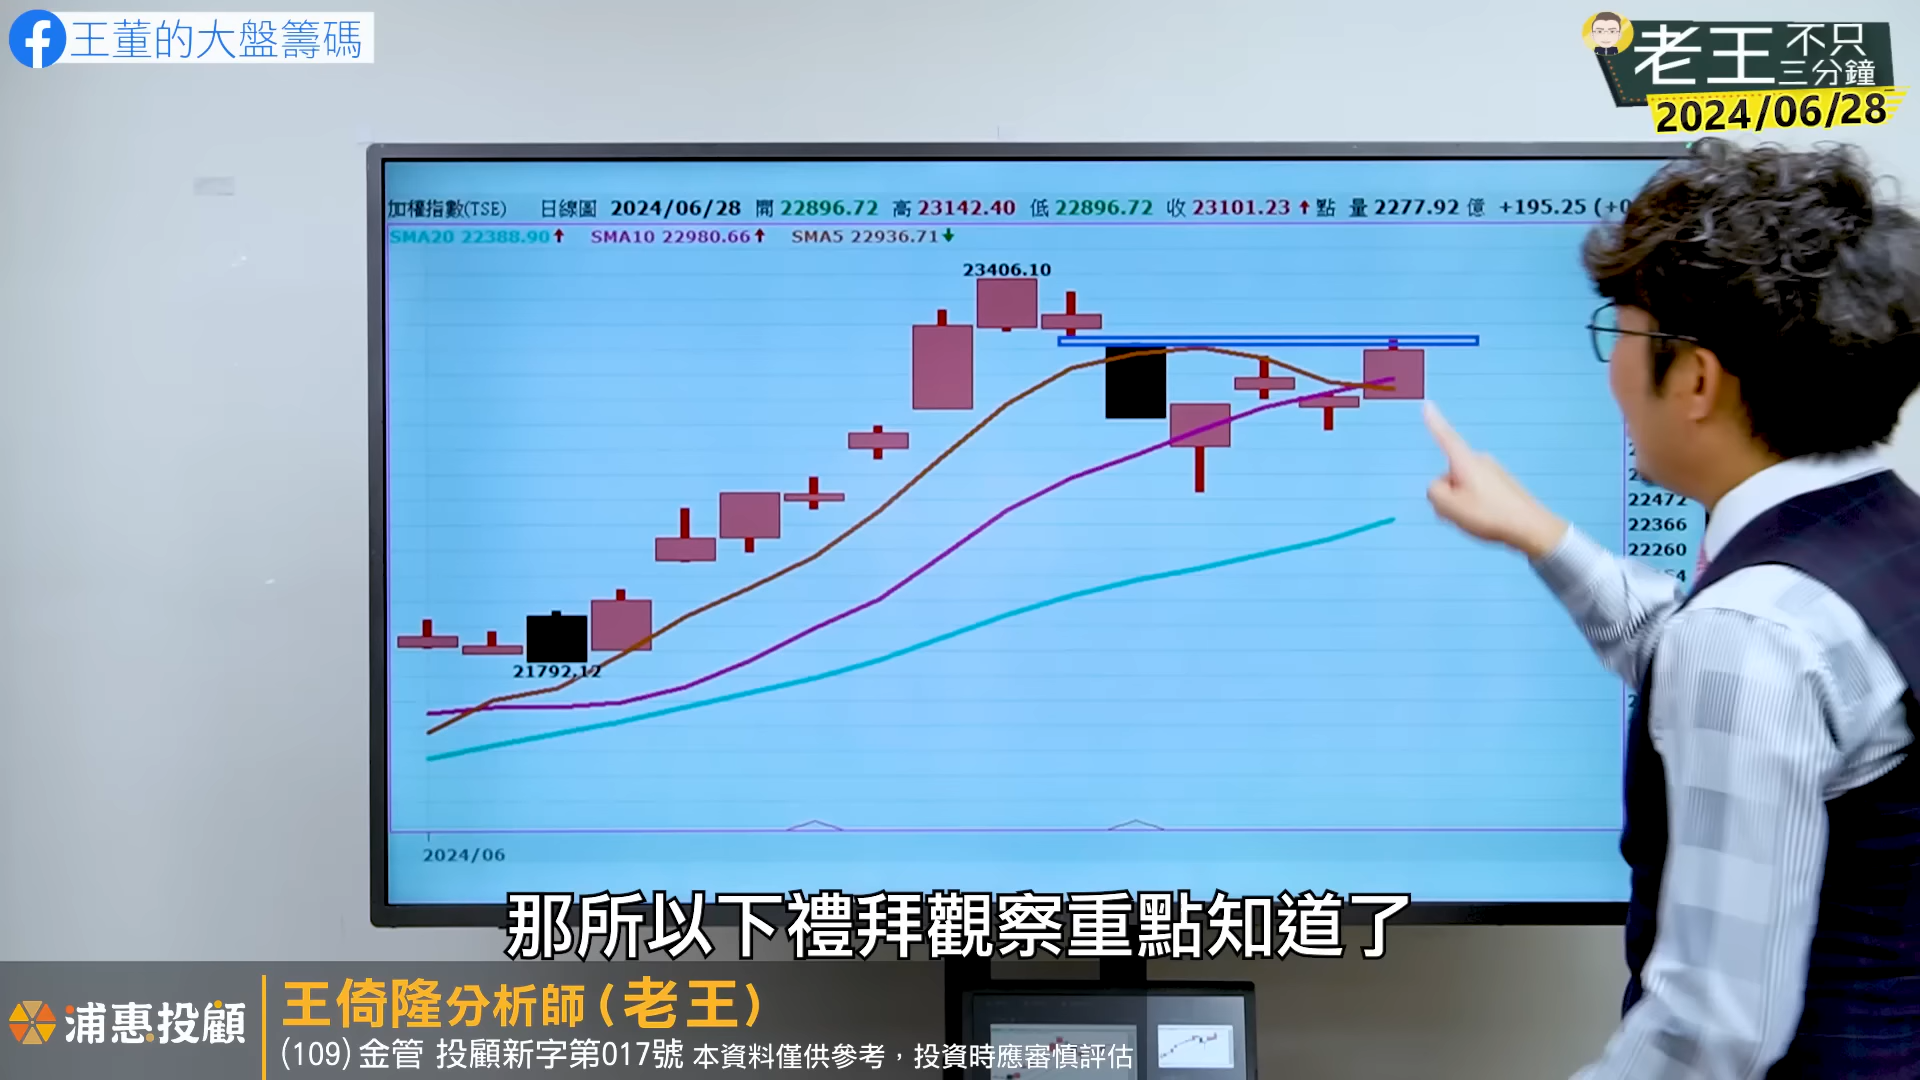 王董的大盤籌碼
老王 不只三分鐘
2024/06/28
加權指數(TSE) 日線圖 2024/06/28 開 22896.72 高 23142.40 低 22896.72 收 23101.23 ↑ 點 量 2277.92 億 +195.25 (+0
SMA20 22388.90↑ SMA10 22980.66↑ SMA5 22936.71↓
23406.10
22472
22366
22260
21792.12
2024/06
那所以下禮拜觀察重點知道了
浦惠投顧
王倚隆分析師(老王)
(109)金管 投顧新字第017號 本資料僅供參考，投資時應審慎評估